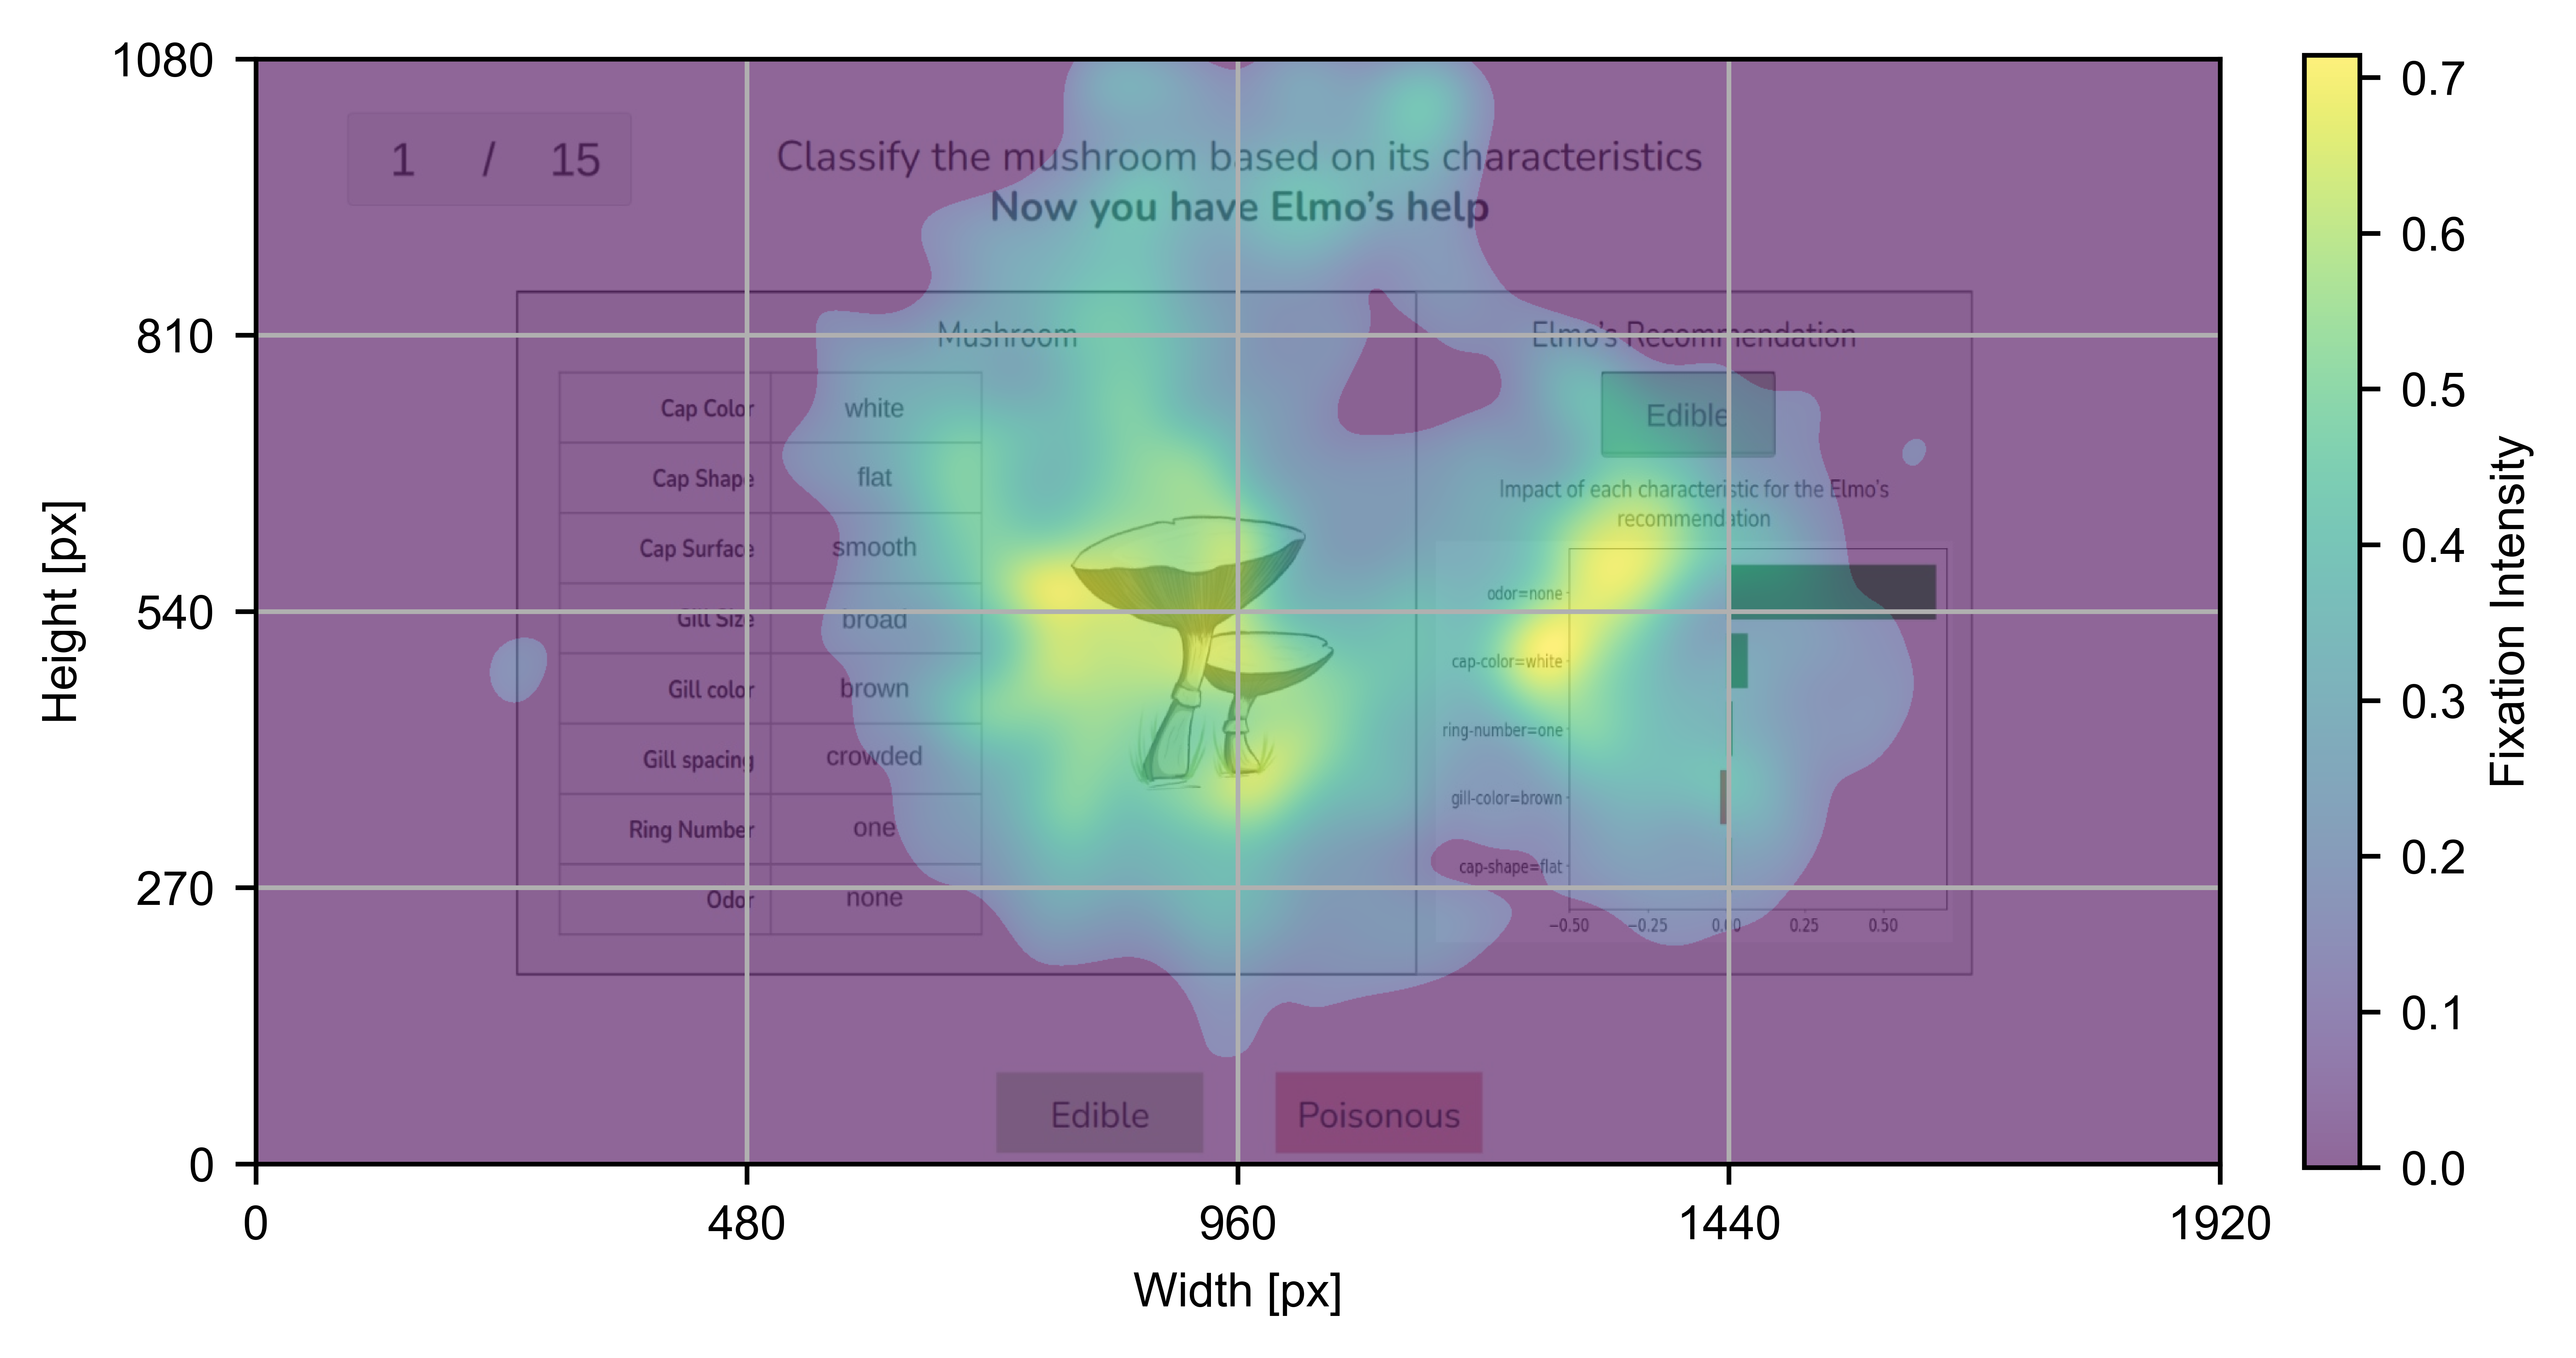 1 / 15
Classify the mushroom based on its characteristics
Now you have Elmo's help
Mushroom
Cap Color white
Cap Shape flat
Cap Surface smooth
Gill Size broad
Gill color brown
Gill spacing crowded
Ring Number one
Odor none
Elmo's Recommendation
Edible
Impact of each characteristic for the Elmo's
recommendation
odor=none
cap-color=white
ring-number=one
gill-color=brown
cap-shape=flat
−0.50 −0.25 0.00 0.25 0.50
Edible Poisonous
1080
810
540
270
0
Height [px]
0 480 960 1440 1920
Width [px]
0.7
0.6
0.5
0.4
0.3
0.2
0.1
0.0
Fixation Intensity